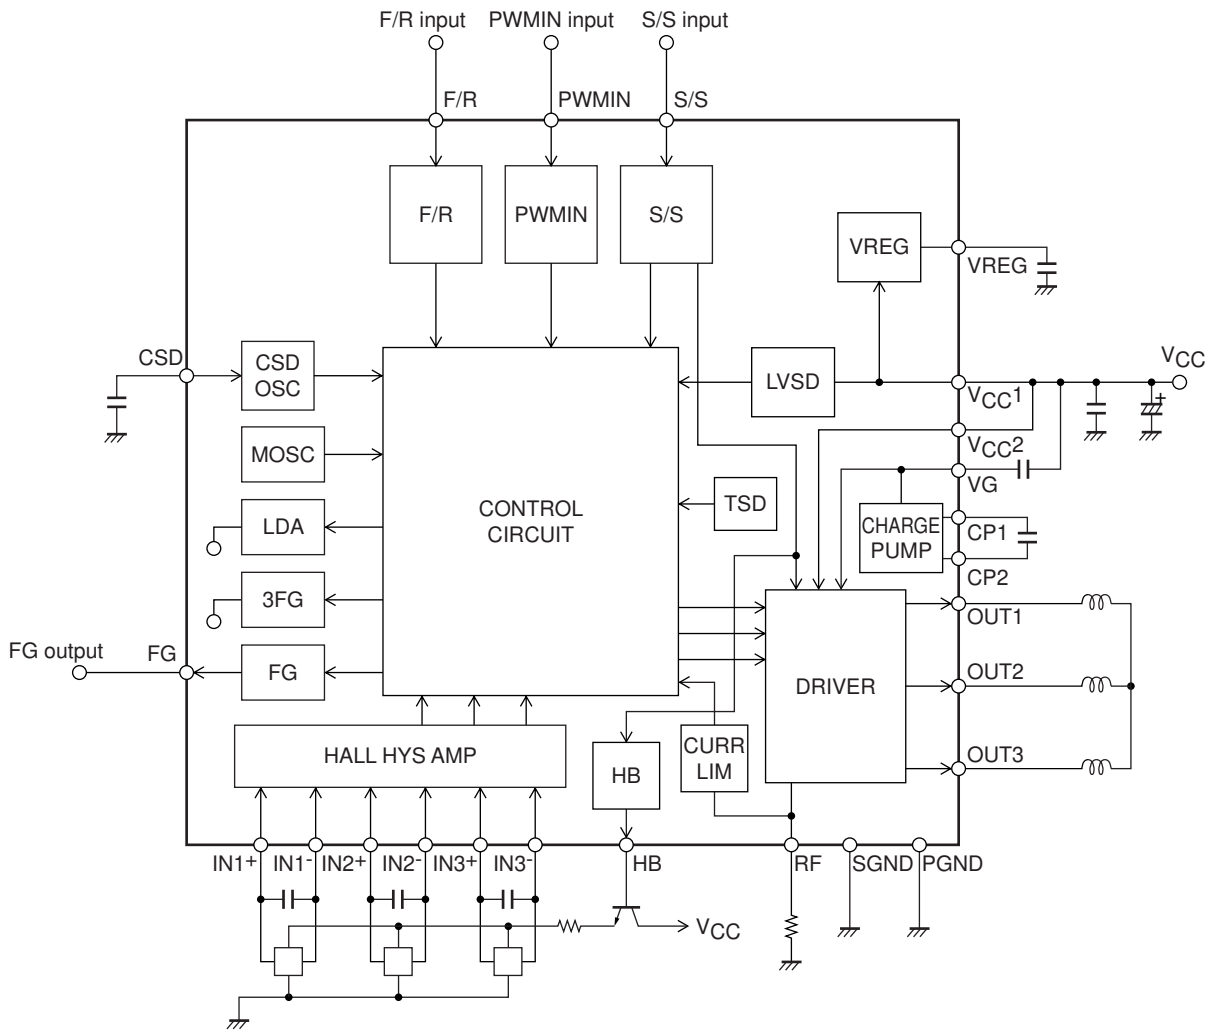 F/R input
PWMIN input
S/S input
F/R
PWMIN
S/S
F/R
PWMIN
S/S
VREG
VREG
CSD
CSD
OSC
LVSD
VCC
VCC1
VCC2
MOSC
VG
CONTROL
CIRCUIT
TSD
LDA
CHARGE
PUMP
CP1
CP2
3FG
OUT1
FG output
FG
FG
DRIVER
OUT2
HALL HYS AMP
HB
CURR
LIM
OUT3
IN1+
IN1-
IN2+
IN2-
IN3+
IN3-
HB
RF
SGND
PGND
VCC
+